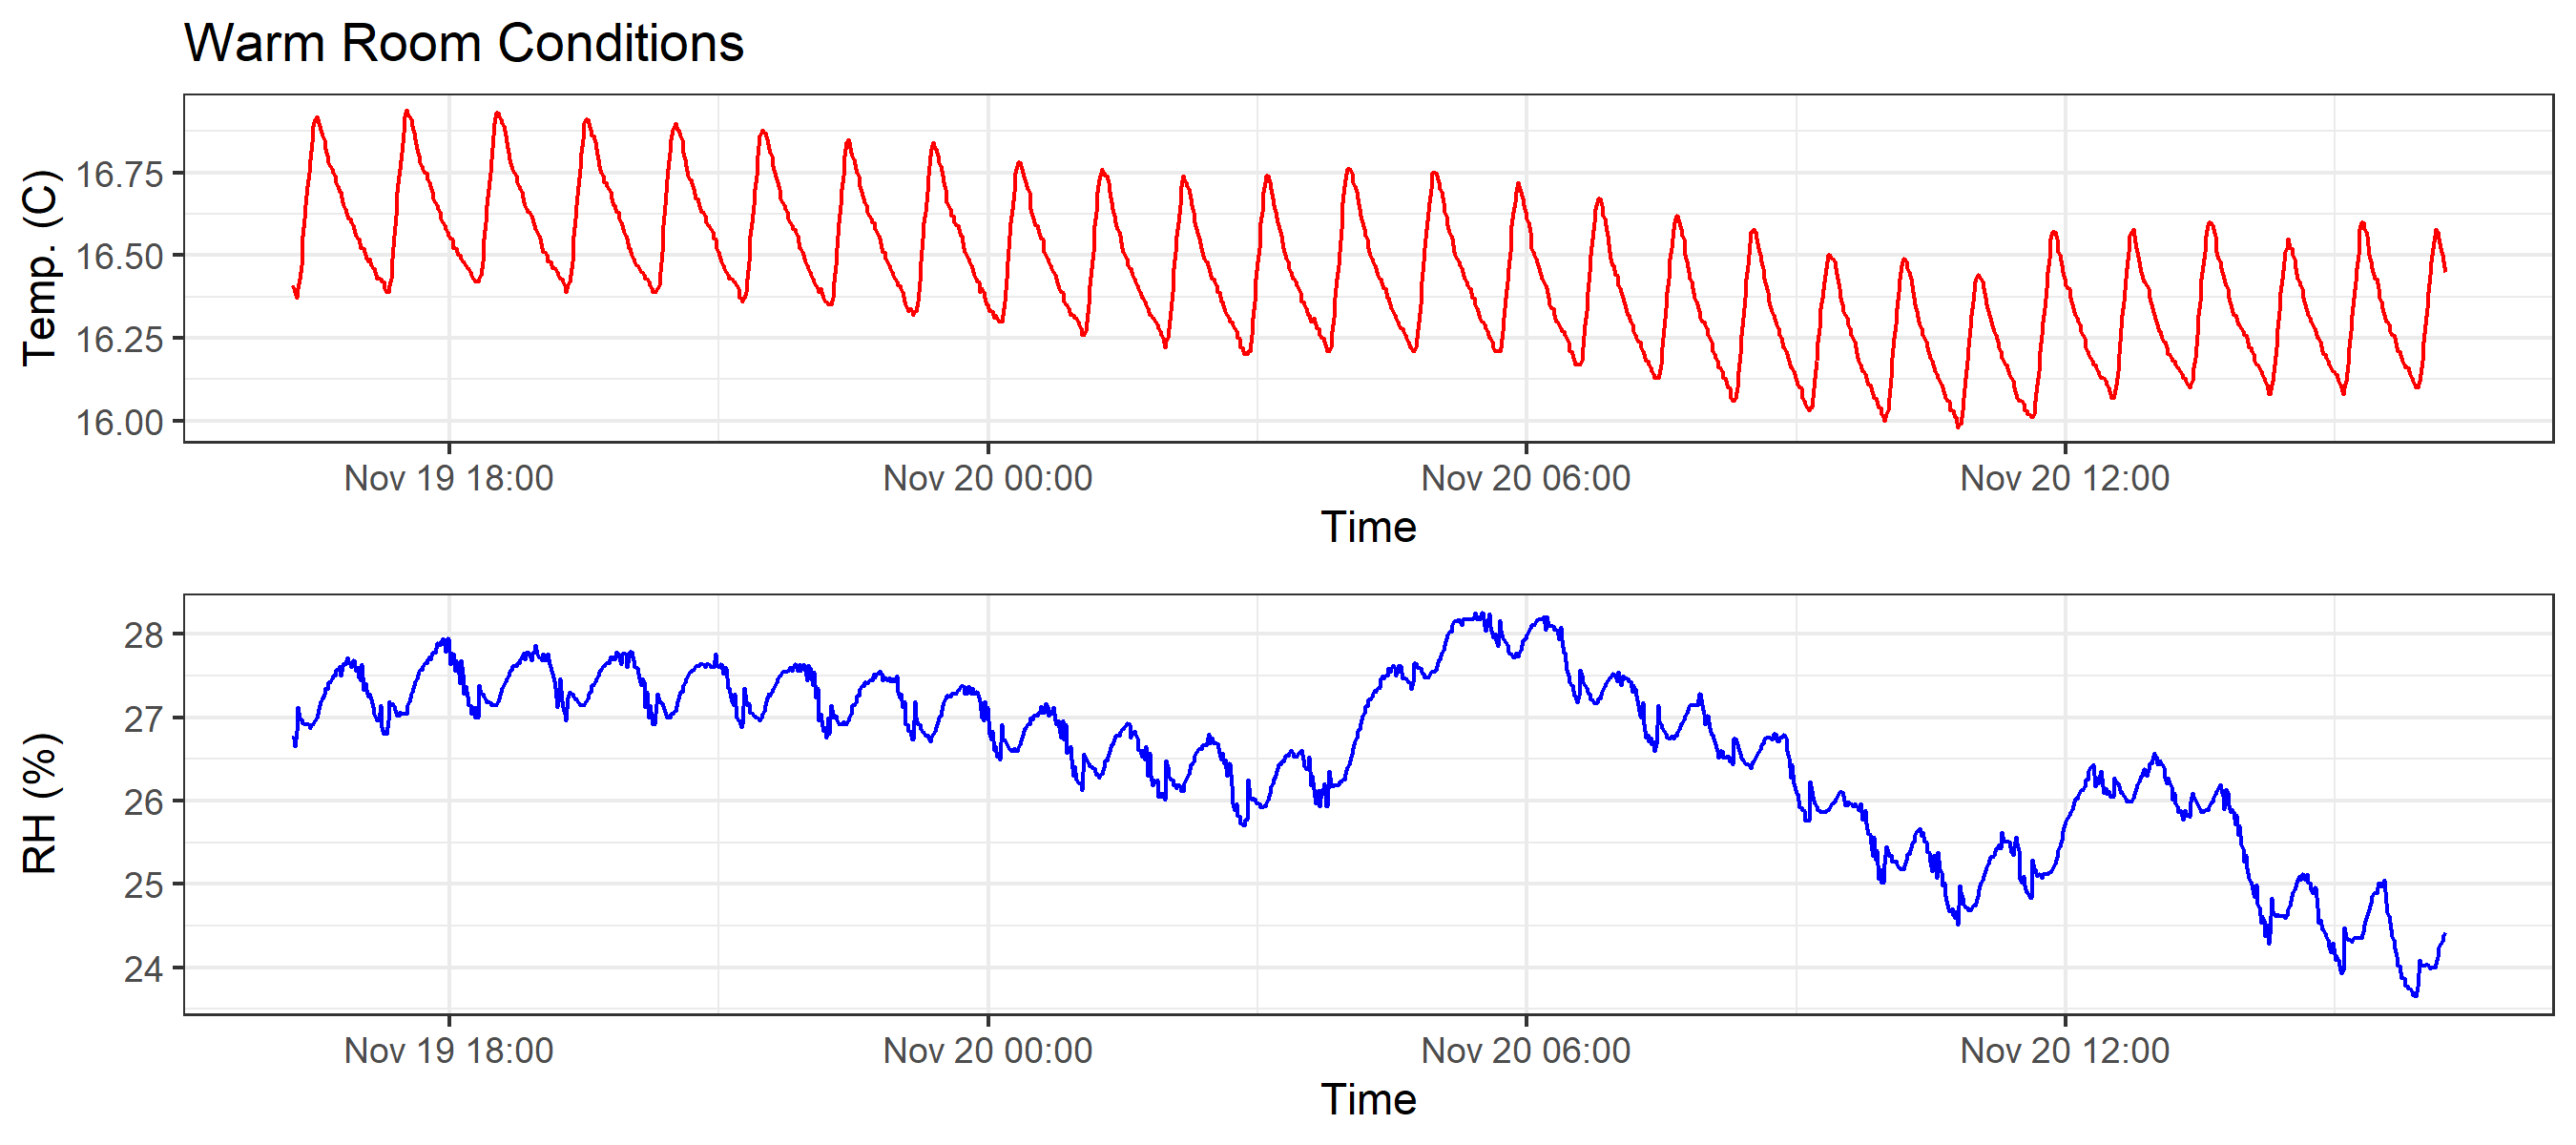 Warm Room Conditions
Temp. (C)
16.75
16.50
16.25
16.00
Nov 19 18:00 Nov 20 00:00 Nov 20 06:00 Nov 20 12:00
Time
RH (%)
28
27
26
25
24
Nov 19 18:00 Nov 20 00:00 Nov 20 06:00 Nov 20 12:00
Time